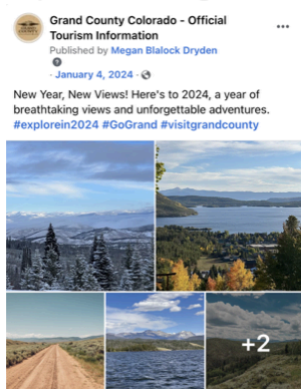 Grand County Colorado - Official
Tourism Information
Published by Megan Blalock Dryden
· January 4, 2024 ·
New Year, New Views! Here's to 2024, a year of
breathtaking views and unforgettable adventures.
#explorein2024 #GoGrand #visitgrandcounty
+2